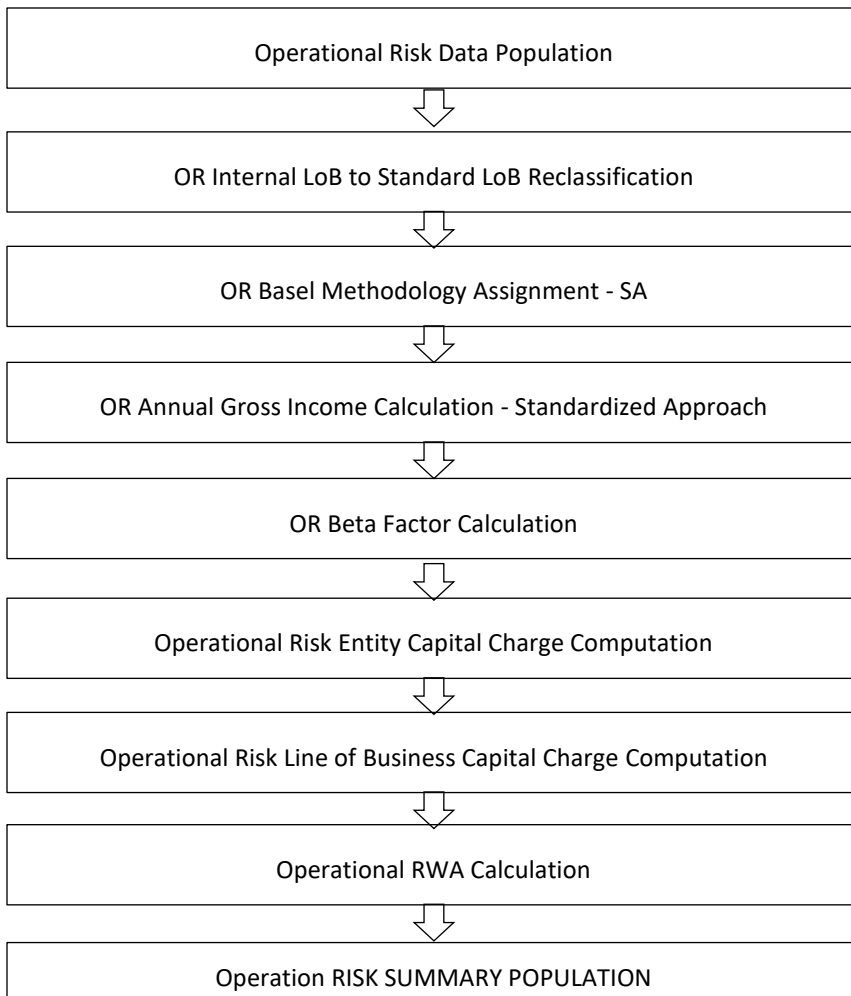 Operational Risk Data Population
OR Internal LoB to Standard LoB Reclassification
OR Basel Methodology Assignment - SA
OR Annual Gross Income Calculation - Standardized Approach
OR Beta Factor Calculation
Operational Risk Entity Capital Charge Computation
Operational Risk Line of Business Capital Charge Computation
Operational RWA Calculation
Operation RISK SUMMARY POPULATION